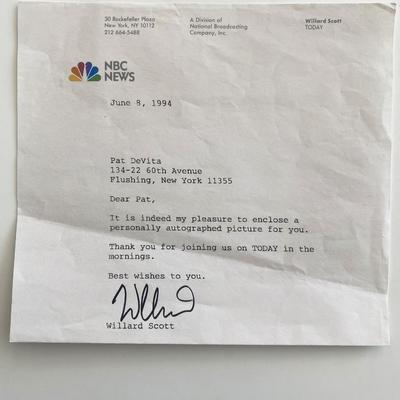 30 Rockefeller Plaza
New York, NY 10112
212 664-5488
A Division of
National Broadcasting
Company, Inc.
Willard Scott
TODAY
NBC
NEWS
June 8, 1994
Pat DeVita
134-22 60th Avenue
Flushing, New York 11355
Dear Pat,
It is indeed my pleasure to enclose a
personally autographed picture for you.
Thank you for joining us on TODAY in the
mornings.
Best wishes to you.
Willard Scott